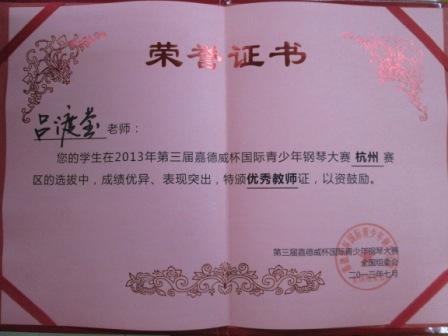 荣誉证书
老师：
您的学生在2013年第三届嘉德威杯国际青少年钢琴大赛 杭州 赛
区的选拔中，成绩优异、表现突出，特颁优秀教师证，以资鼓励。
第三届嘉德威杯国际青少年钢琴大赛
全国组委会
二〇一三年七月